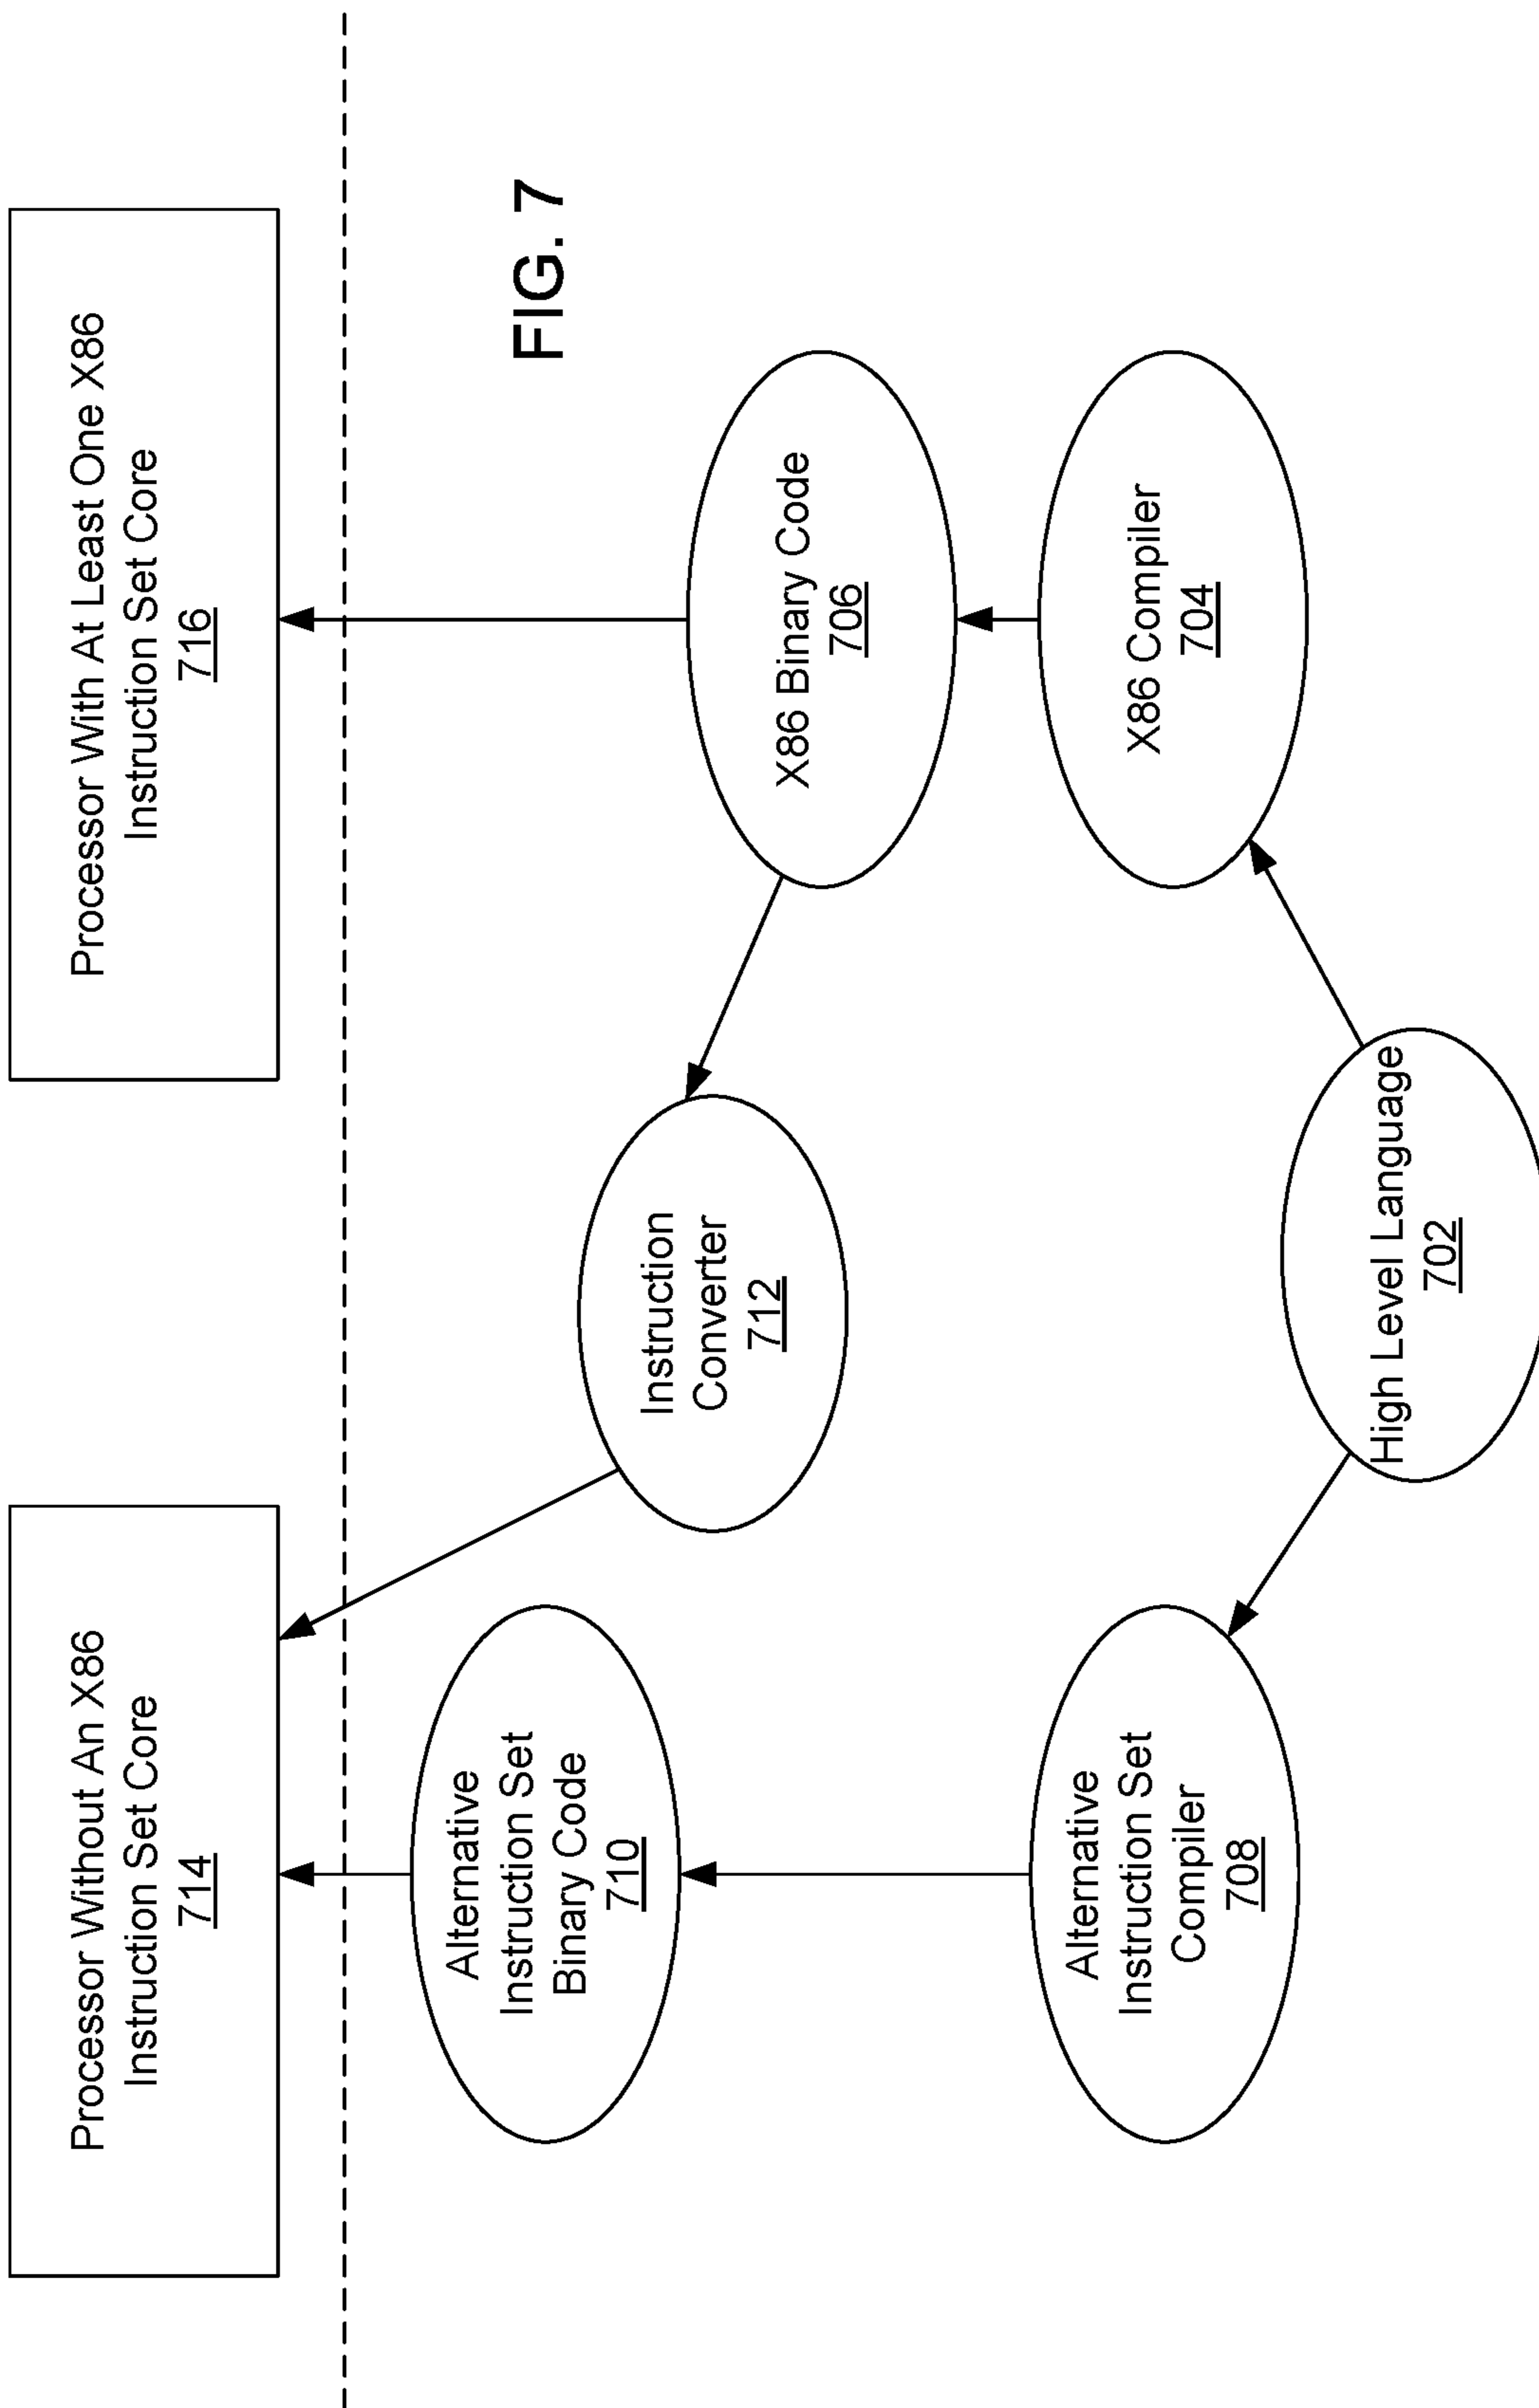 Processor Without An X86
Instruction Set Core
714
Processor With At Least One X86
Instruction Set Core
716
Alternative
Instruction Set
Binary Code
710
Instruction
Converter
712
FIG. 7
X86 Binary Code
706
Alternative
Instruction Set
Compiler
708
X86 Compiler
704
High Level Language
702